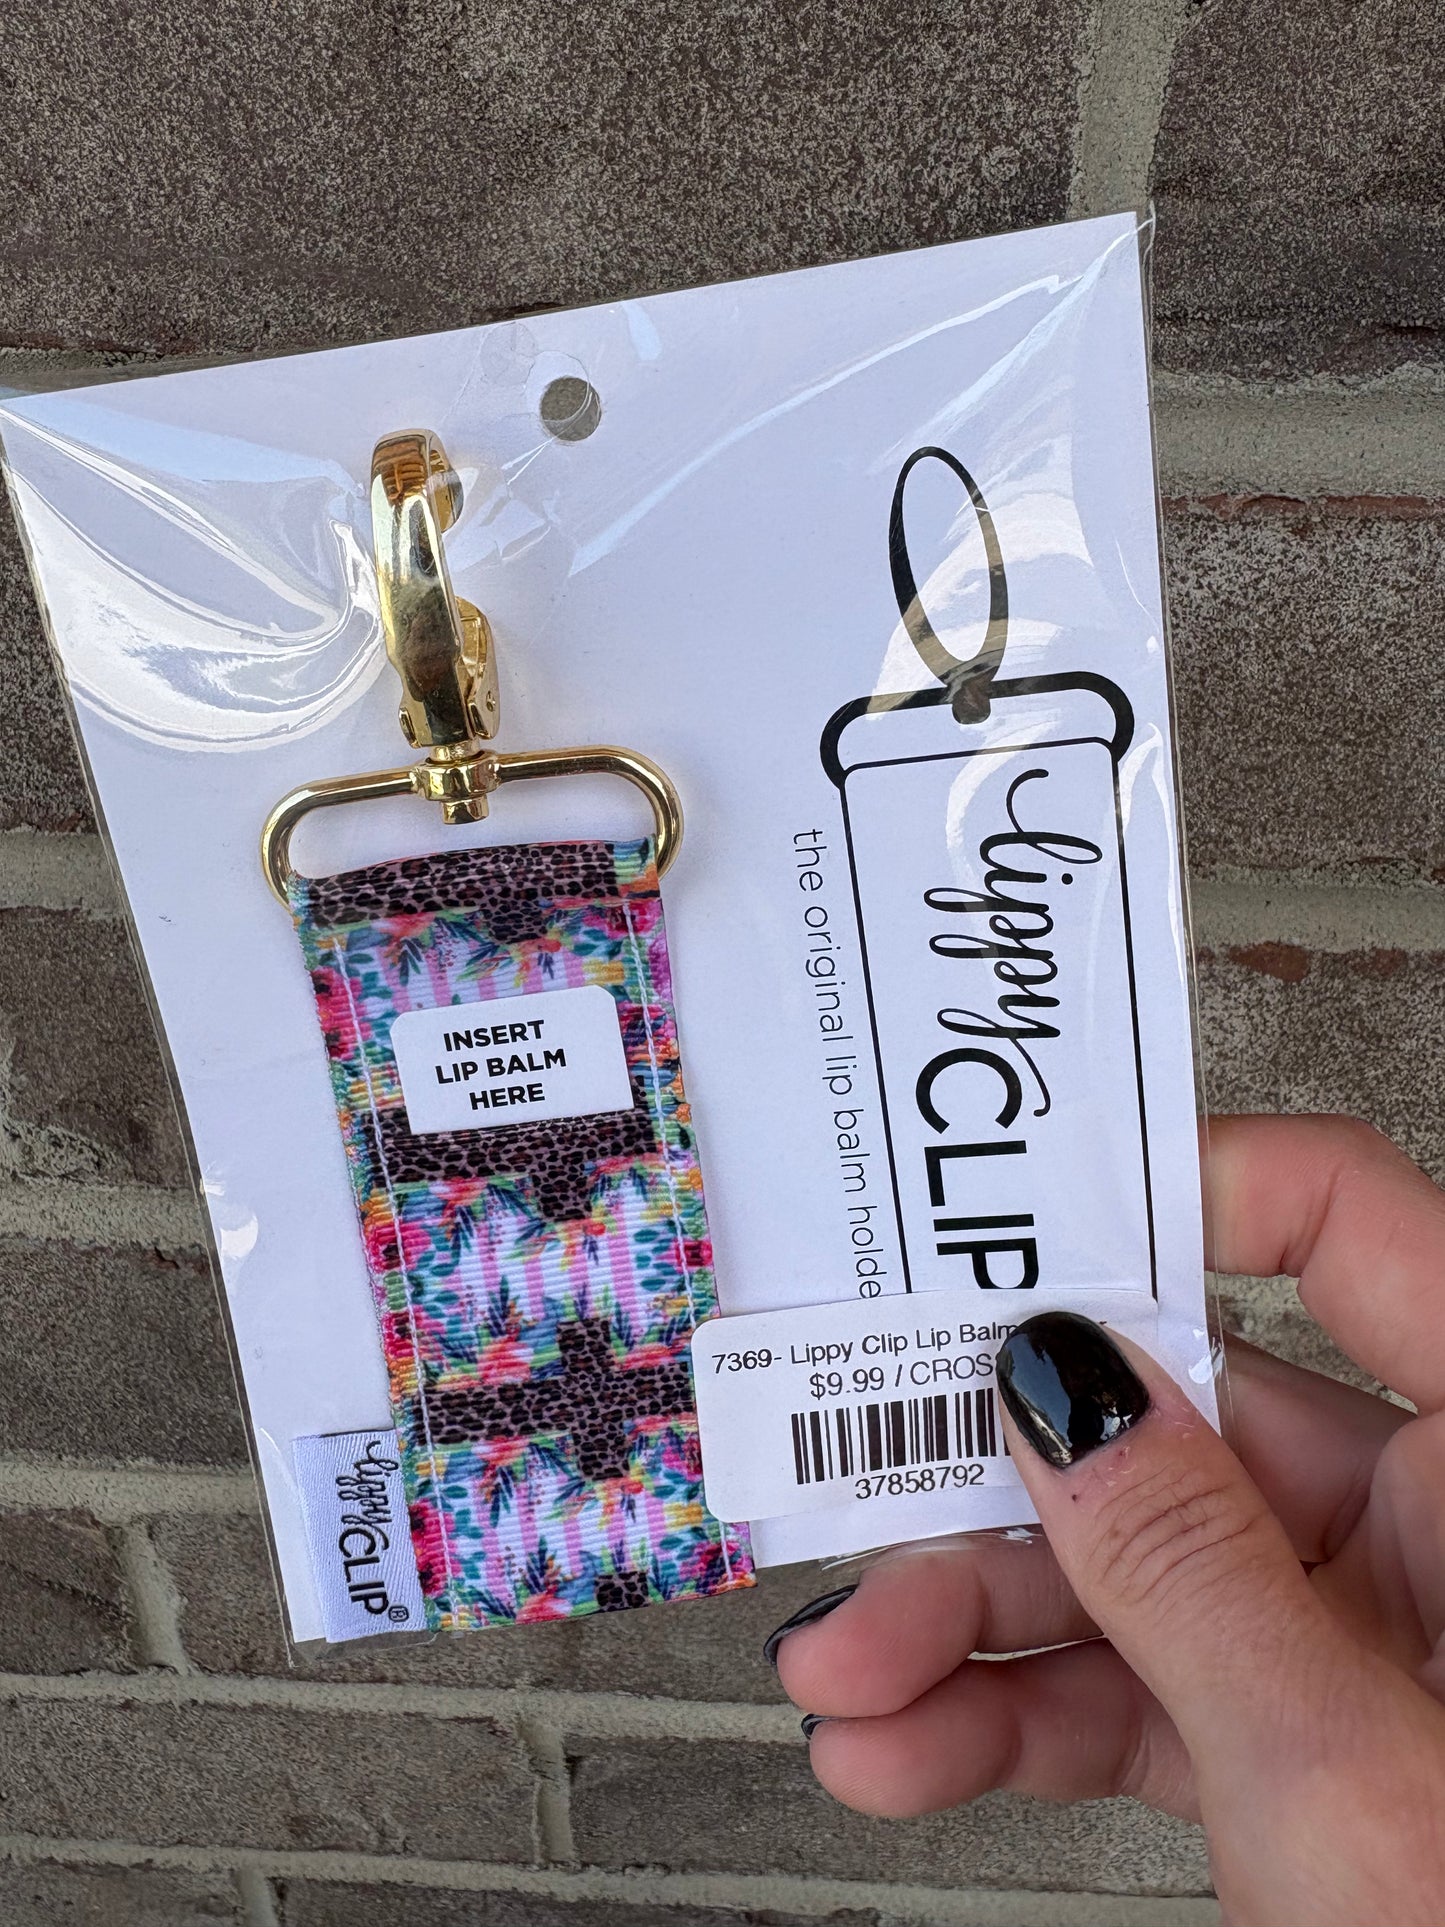 INSERT
LIP BALM
HERE
lippy
CLIP
the original lip balm holde
7369- Lippy Clip Lip Balm
$9.99 / CROS
37858792
lippy
CLIP®